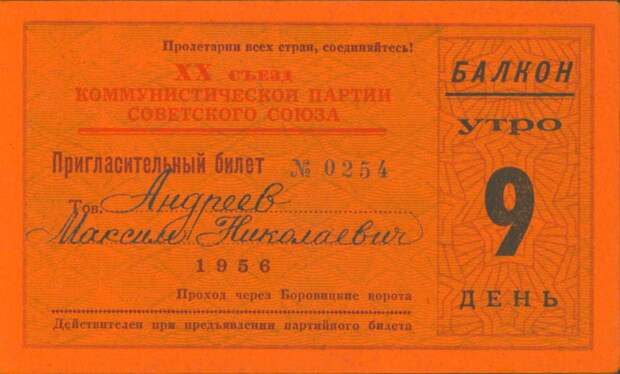 Пролетарии всех стран, соединяйтесь!
XX съезд
КОММУНИСТИЧЕСКОЙ ПАРТИИ
СОВЕТСКОГО СОЮЗА
Пригласительный билет № 0254
Тов. Андреев
Максим Николаевич
1956
Проход через Боровицкие ворота
Действителен при предъявлении партийного билета
БАЛКОН
УТРО
9
ДЕНЬ